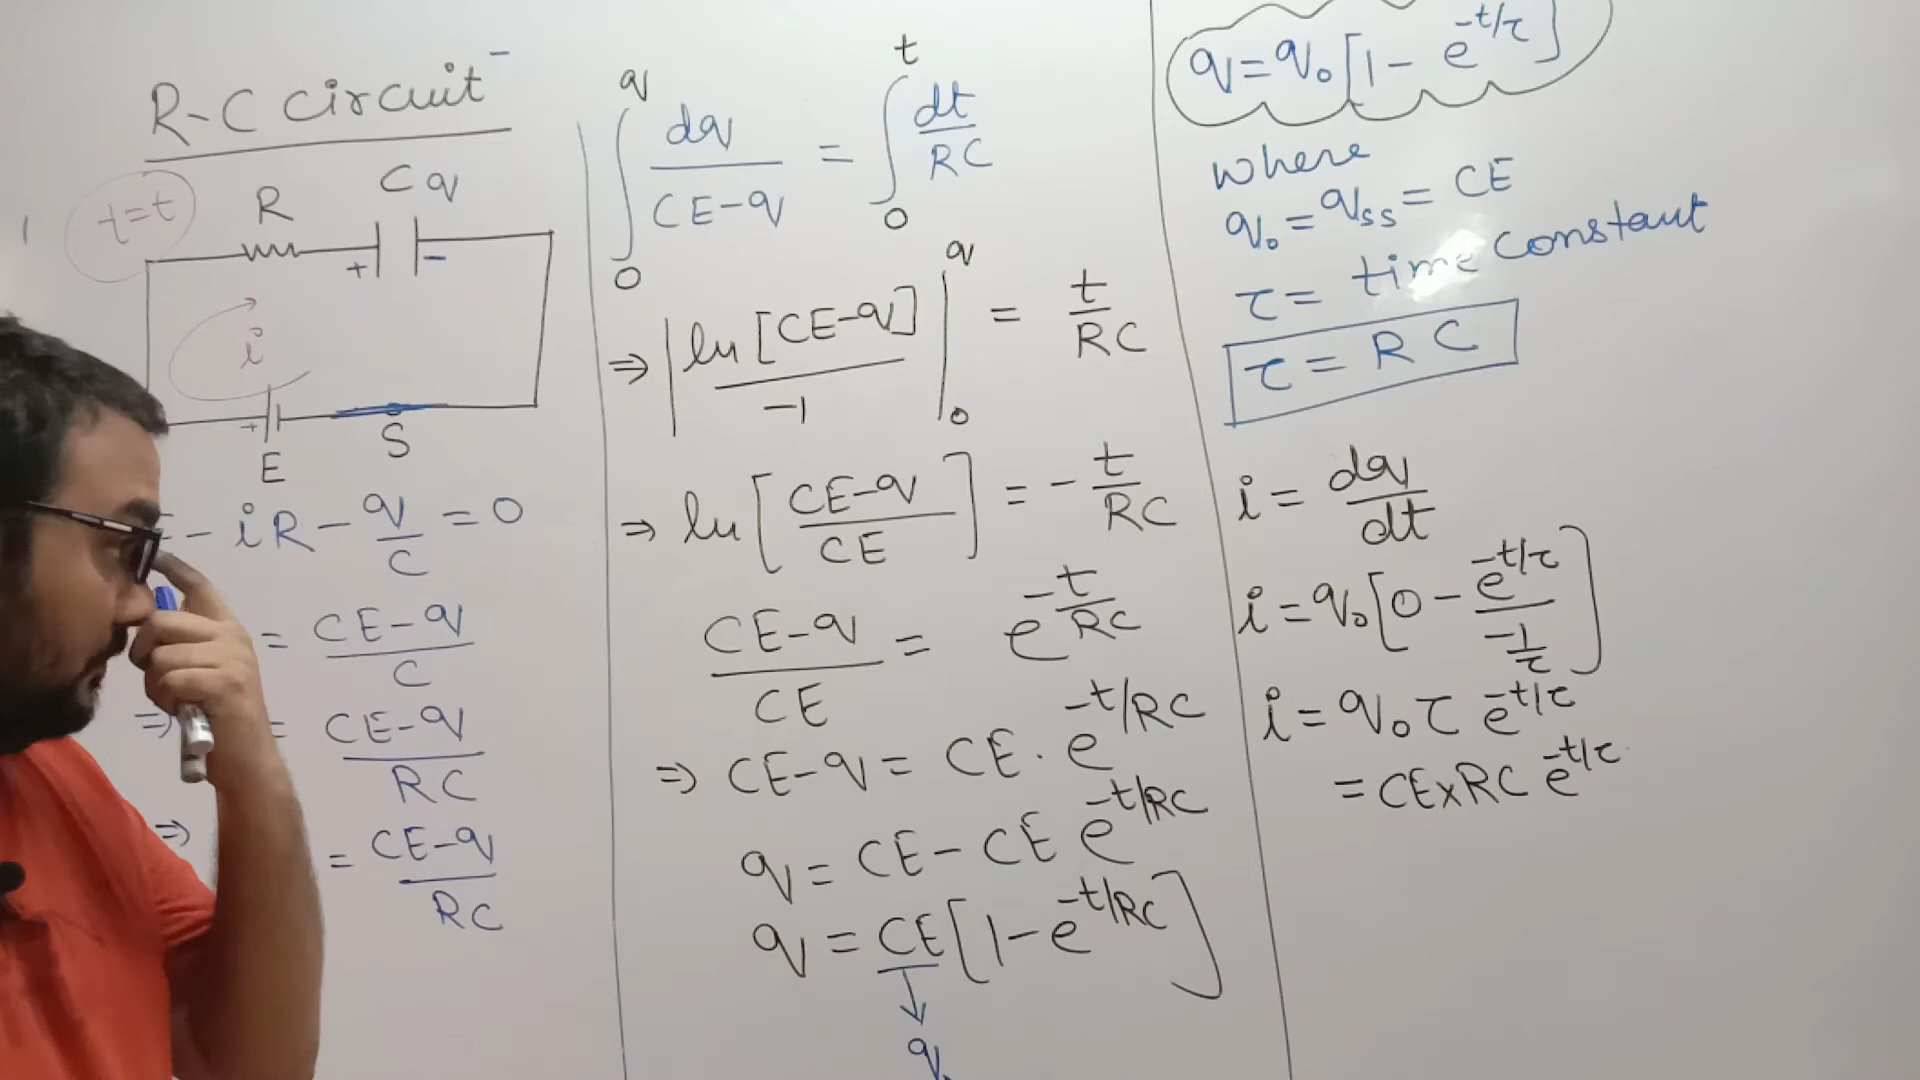 R-C circuit
t=t
R
C q
+ -
i
+
E
S
- iR - q/C = 0
= CE-q/C
⇒ = CE-q/RC
⇒ = CE-q/RC
∫₀^q dq/CE-q = ∫₀^t dt/RC
⇒ |ln[CE-q]/-1|₀^q = t/RC
⇒ ln[CE-q/CE] = -t/RC
CE-q/CE = e^-t/RC
⇒ CE-q = CE . e^-t/RC
q = CE - CE e^-t/RC
q = CE[1-e^-t/RC]
↓
q
q=q₀[1- e^-t/τ]
where
q₀ = qss = CE
τ = time constant
τ = RC
i = dq/dt
i = q₀[0 - e^-t/τ/-1/τ]
i = q₀ τ e^-t/τ
= CE×RC e^-t/τ